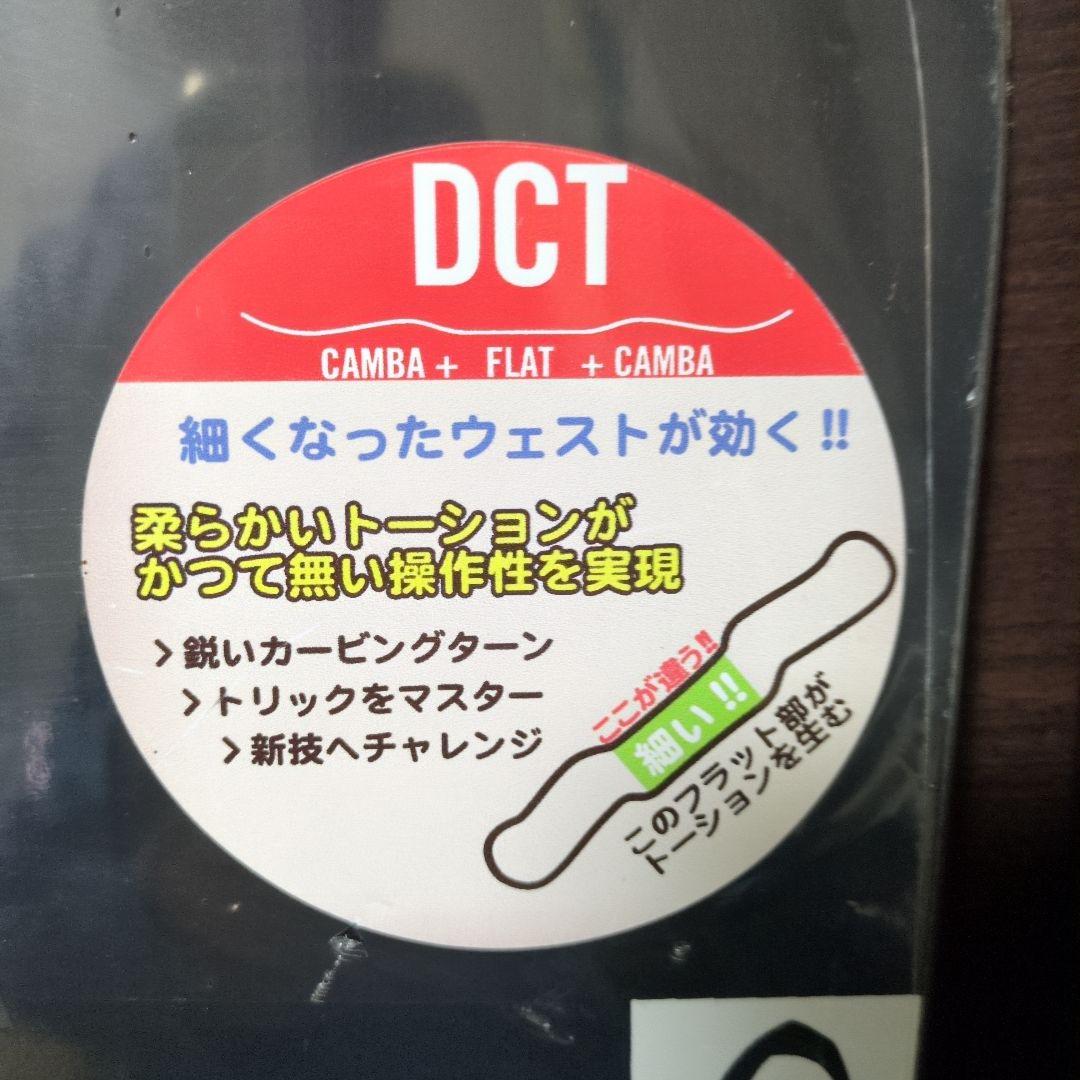 DCT
CAMBA + FLAT + CAMBA
細くなったウェストが効く!!
柔らかいトーションが
かつて無い操作性を実現
>鋭いカービングターン
>トリックをマスター
>新技へチャレンジ
ここが違う!!
細い!!
このフラット部が
トーションを生む